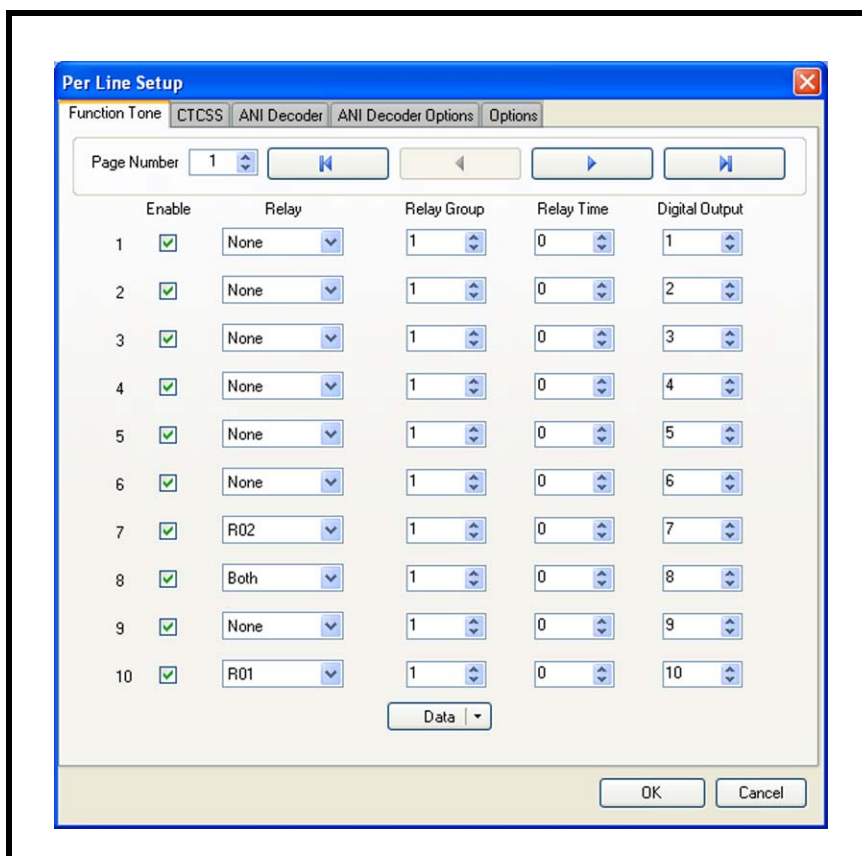 Per Line Setup
Function Tone CTCSS ANI Decoder ANI Decoder Options Options
Page Number 1
Enable Relay Relay Group Relay Time Digital Output
1 None 1 0 1
2 None 1 0 2
3 None 1 0 3
4 None 1 0 4
5 None 1 0 5
6 None 1 0 6
7 R02 1 0 7
8 Both 1 0 8
9 None 1 0 9
10 R01 1 0 10
Data
OK Cancel